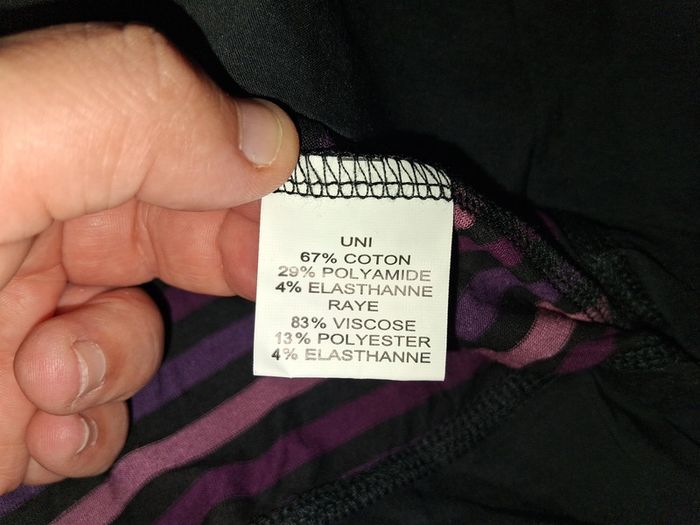 UNI
67% COTON
29% POLYAMIDE
4% ELASTHANNE
RAYE
83% VISCOSE
13% POLYESTER
4% ELASTHANNE